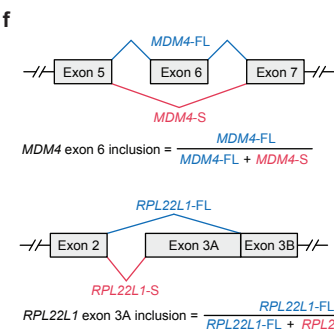 f
MDM4-FL
Exon 5 Exon 6 Exon 7
MDM4-S
MDM4 exon 6 inclusion = MDM4-FL
MDM4-FL + MDM4-S
RPL22L1-FL
Exon 2 Exon 3A Exon 3B
RPL22L1-S
RPL22L1 exon 3A inclusion = RPL22L1-FL
RPL22L1-FL + RPL2